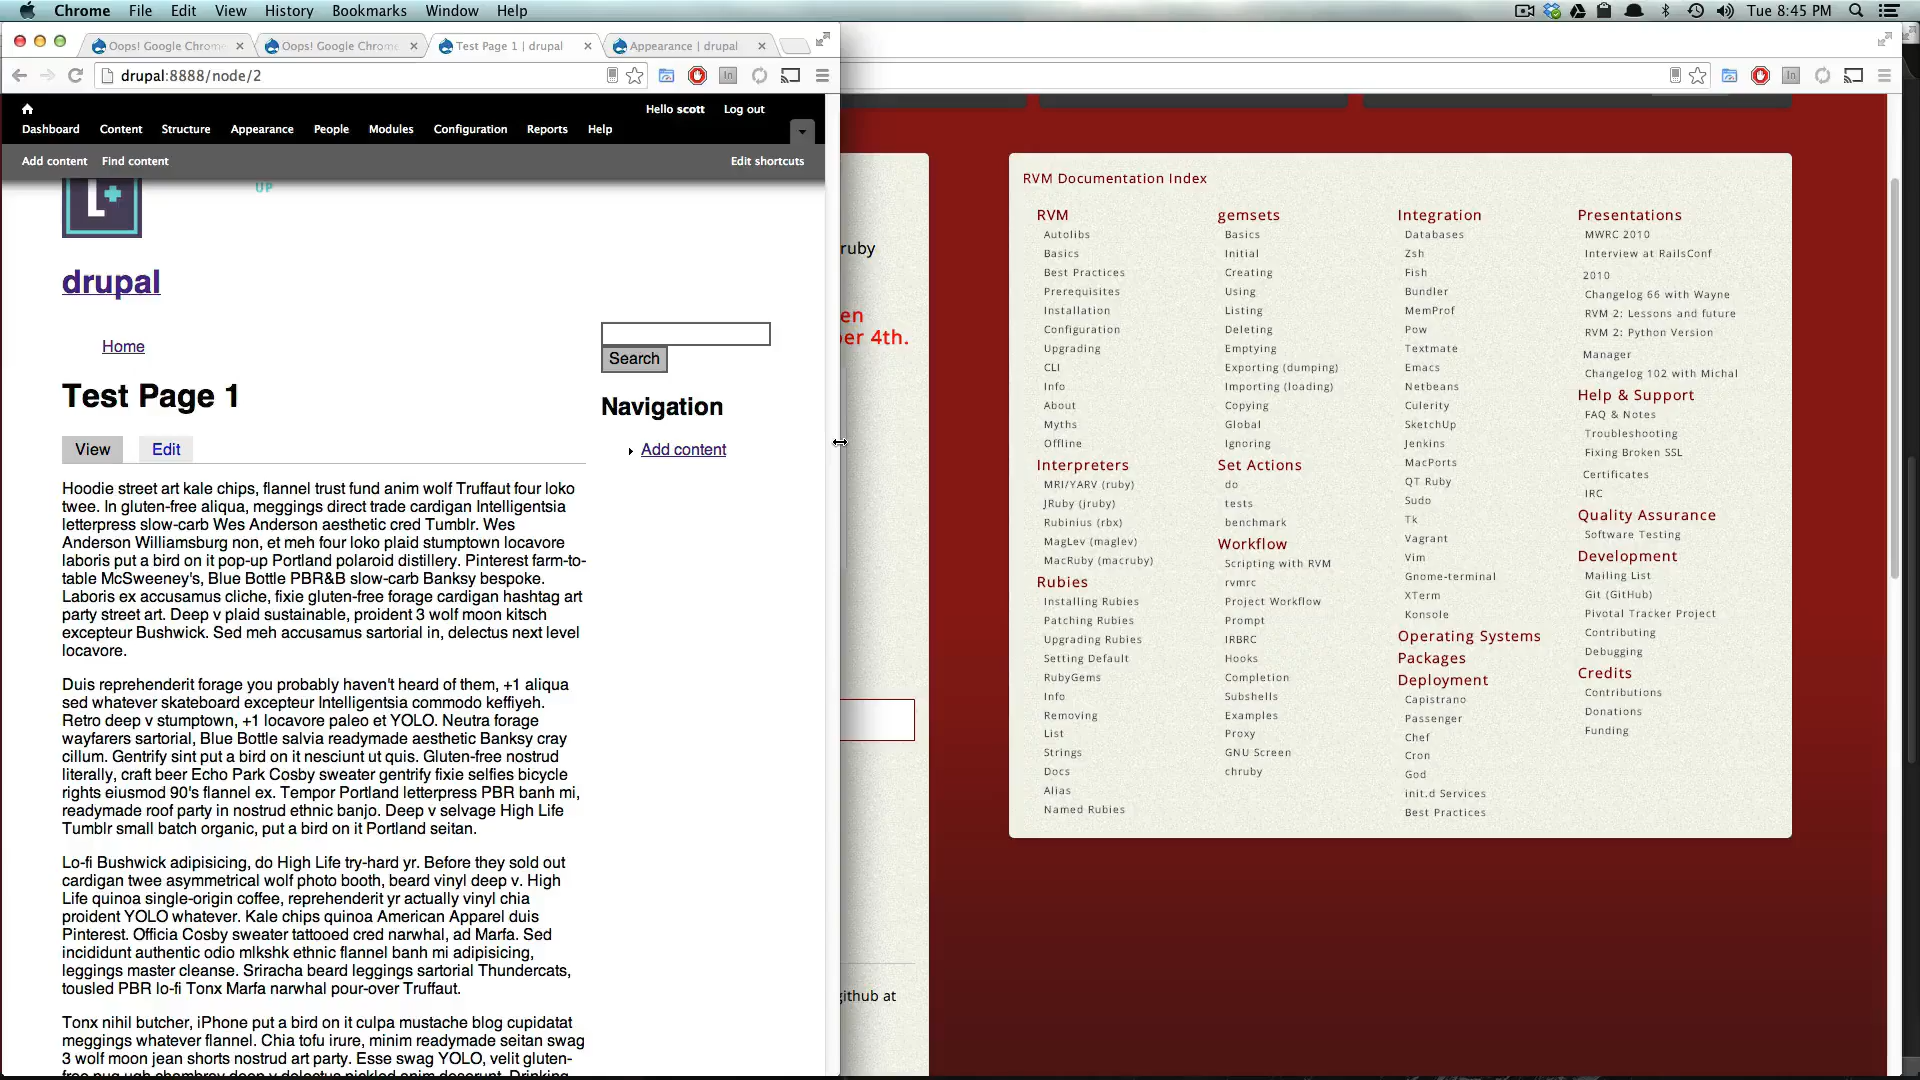 Chrome File Edit View History Bookmarks Window Help
Tue 8:45 PM
Oops! Google Chrome
Oops! Google Chrome
Test Page 1 | drupal
Appearance | drupal
drupal:8888/node/2
Hello scott Log out
Dashboard Content Structure Appearance People Modules Configuration Reports Help
Add content Find content Edit shortcuts
L+
UP
drupal
Home
Search
Test Page 1
Navigation
View Edit
Add content
Hoodie street art kale chips, flannel trust fund anim wolf Truffaut four loko
twee. In gluten-free aliqua, meggings direct trade cardigan Intelligentsia
letterpress slow-carb Wes Anderson aesthetic cred Tumblr. Wes
Anderson Williamsburg non, et meh four loko plaid stumptown locavore
laboris put a bird on it pop-up Portland polaroid distillery. Pinterest farm-to-
table McSweeney's, Blue Bottle PBR&B slow-carb Banksy bespoke.
Laboris ex accusamus cliche, fixie gluten-free forage cardigan hashtag art
party street art. Deep v plaid sustainable, proident 3 wolf moon kitsch
excepteur Bushwick. Sed meh accusamus sartorial in, delectus next level
locavore.
Duis reprehenderit forage you probably haven't heard of them, +1 aliqua
sed whatever skateboard excepteur Intelligentsia commodo keffiyeh.
Retro deep v stumptown, +1 locavore paleo et YOLO. Neutra forage
wayfarers sartorial, Blue Bottle salvia readymade aesthetic Banksy cray
cillum. Gentrify sint put a bird on it nesciunt ut quis. Gluten-free nostrud
literally, craft beer Echo Park Cosby sweater gentrify fixie selfies bicycle
rights eiusmod 90's flannel ex. Tempor Portland letterpress PBR banh mi,
readymade roof party in nostrud ethnic banjo. Deep v selvage High Life
Tumblr small batch organic, put a bird on it Portland seitan.
Lo-fi Bushwick adipisicing, do High Life try-hard yr. Before they sold out
cardigan twee asymmetrical wolf photo booth, beard vinyl deep v. High
Life quinoa single-origin coffee, reprehenderit yr actually vinyl chia
proident YOLO whatever. Kale chips quinoa American Apparel duis
Pinterest. Officia Cosby sweater tattooed cred narwhal, ad Marfa. Sed
incididunt authentic odio mlkshk ethnic flannel banh mi adipisicing,
leggings master cleanse. Sriracha beard leggings sartorial Thundercats,
tousled PBR lo-fi Tonx Marfa narwhal pour-over Truffaut.
Tonx nihil butcher, iPhone put a bird on it culpa mustache blog cupidatat
meggings whatever flannel. Chia tofu irure, minim readymade seitan swag
3 wolf moon jean shorts nostrud art party. Esse swag YOLO, velit gluten-
ruby
en
er 4th.
github at
RVM Documentation Index
RVM
Autolibs
Basics
Best Practices
Prerequisites
Installation
Configuration
Upgrading
CLI
Info
About
Myths
Offline
Interpreters
MRI/YARV (ruby)
JRuby (jruby)
Rubinius (rbx)
MagLev (maglev)
MacRuby (macruby)
Rubies
Installing Rubies
Patching Rubies
Upgrading Rubies
Setting Default
RubyGems
Info
Removing
List
Strings
Docs
Alias
Named Rubies
gemsets
Basics
Initial
Creating
Using
Listing
Deleting
Emptying
Exporting (dumping)
Importing (loading)
Copying
Global
Ignoring
Set Actions
do
tests
benchmark
Workflow
Scripting with RVM
rvmrc
Project Workflow
Prompt
IRBRC
Hooks
Completion
Subshells
Examples
Proxy
GNU Screen
chruby
Integration
Databases
Zsh
Fish
Bundler
MemProf
Pow
Textmate
Emacs
Netbeans
Culerity
SketchUp
Jenkins
MacPorts
QT Ruby
Sudo
Tk
Vagrant
Vim
Gnome-terminal
XTerm
Konsole
Operating Systems
Packages
Deployment
Capistrano
Passenger
Chef
Cron
God
init.d Services
Best Practices
Presentations
MWRC 2010
Interview at RailsConf
2010
Changelog 66 with Wayne
RVM 2: Lessons and future
RVM 2: Python Version
Manager
Changelog 102 with Michal
Help & Support
FAQ & Notes
Troubleshooting
Fixing Broken SSL
Certificates
IRC
Quality Assurance
Software Testing
Development
Mailing List
Git (GitHub)
Pivotal Tracker Project
Contributing
Debugging
Credits
Contributions
Donations
Funding